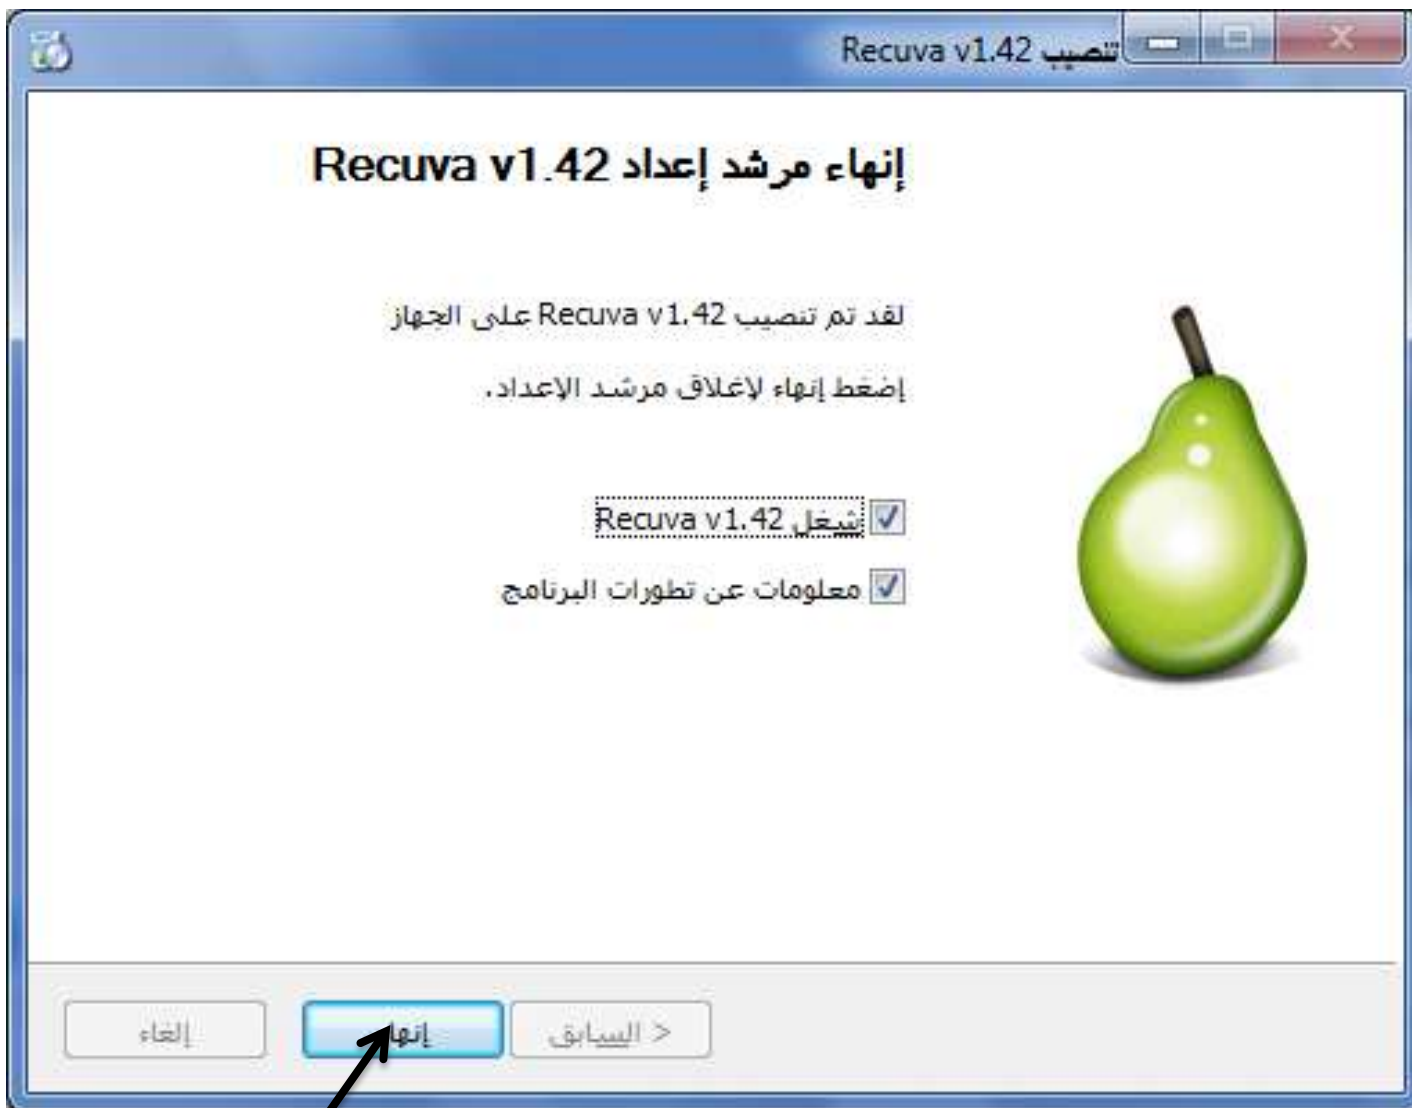 تنصيب Recuva v1.42
إنهاء مرشد إعداد Recuva v1.42
لقد تم تنصيب Recuva v1.42 على الجهاز
إضغط إنهاء لإغلاق مرشد الإعداد.
شغل Recuva v1.42
معلومات عن تطورات البرنامج
< السابق
إنهاء
إلغاء